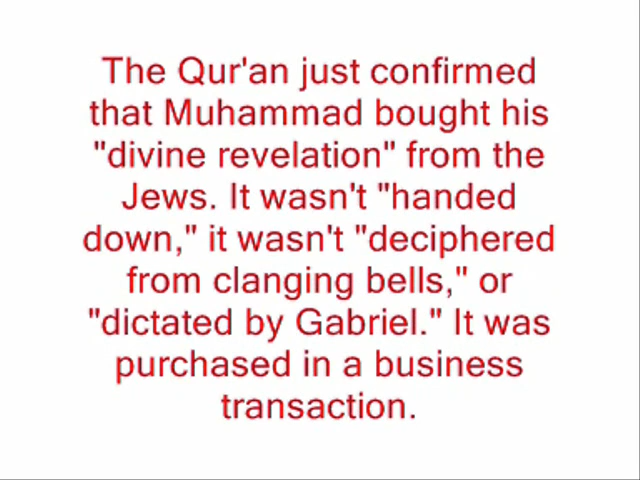 The Qur'an just confirmed
that Muhammad bought his
"divine revelation" from the
Jews. It wasn't "handed
down," it wasn't "deciphered
from clanging bells," or
"dictated by Gabriel." It was
purchased in a business
transaction.